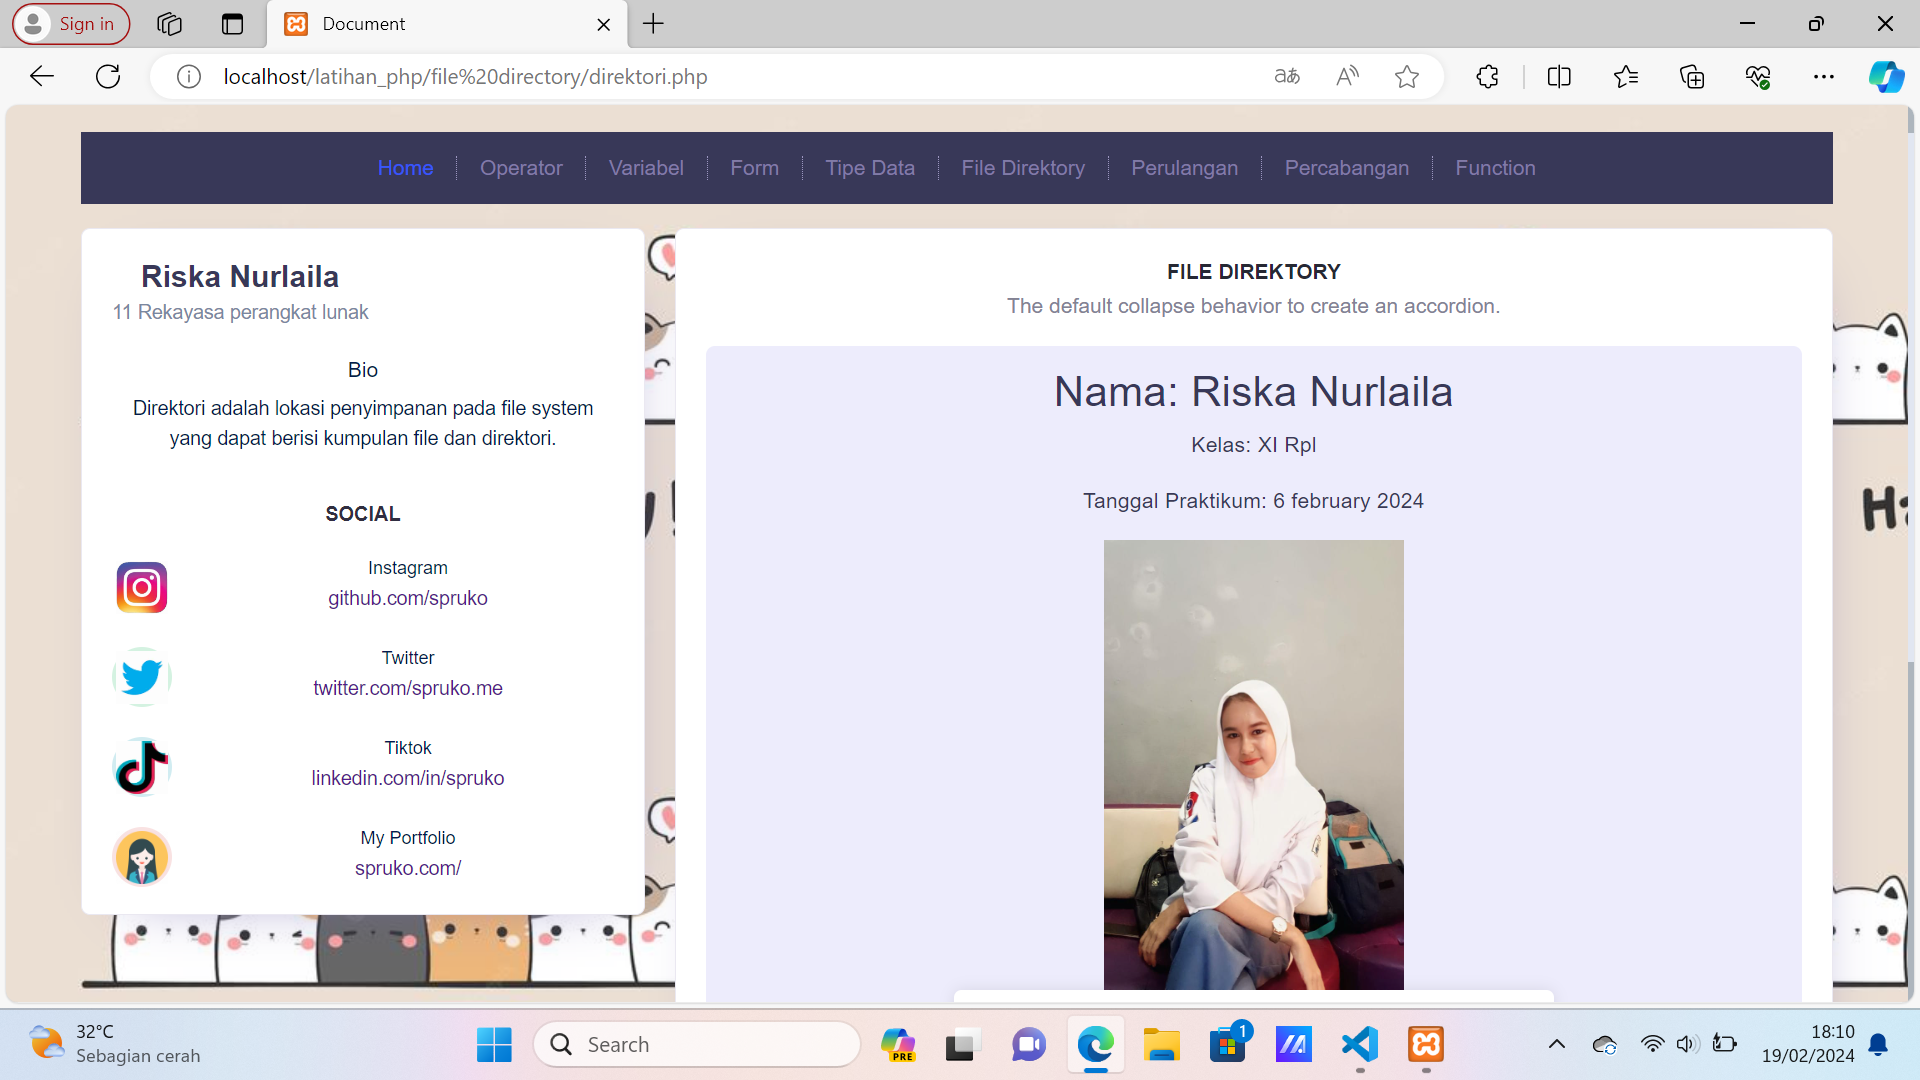 Sign in
Document
localhost/latihan_php/file%20directory/direktori.php
Home
Operator
Variabel
Form
Tipe Data
File Direktory
Perulangan
Percabangan
Function
Riska Nurlaila
11 Rekayasa perangkat lunak
Bio
Direktori adalah lokasi penyimpanan pada file system
yang dapat berisi kumpulan file dan direktori.
SOCIAL
Instagram
github.com/spruko
Twitter
twitter.com/spruko.me
Tiktok
linkedin.com/in/spruko
My Portfolio
spruko.com/
FILE DIREKTORY
The default collapse behavior to create an accordion.
Nama: Riska Nurlaila
Kelas: XI Rpl
Tanggal Praktikum: 6 february 2024
32°C
Sebagian cerah
Search
PRE
1
18:10
19/02/2024